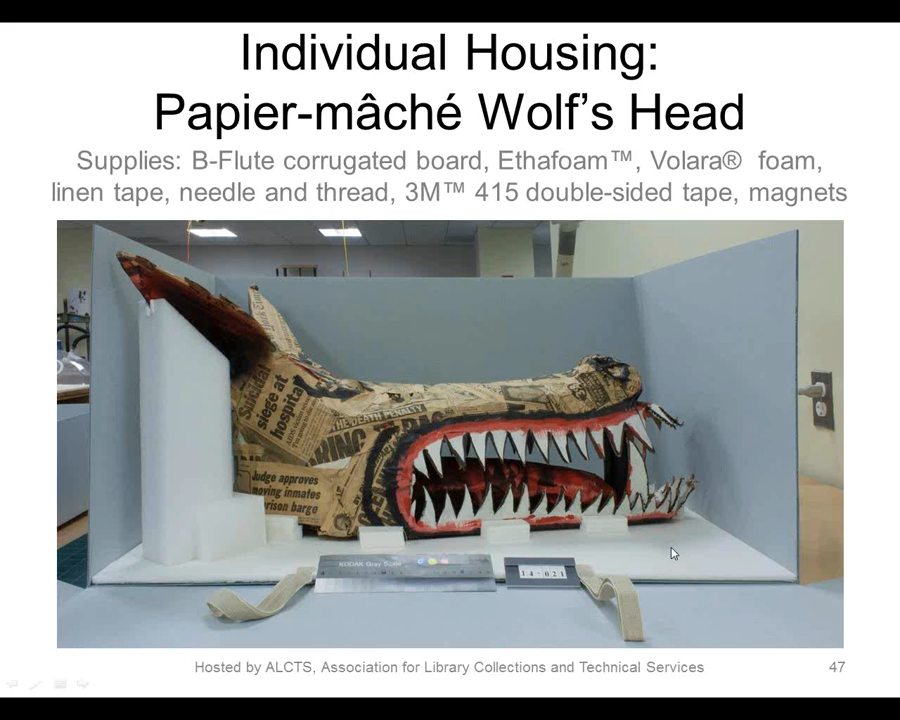 Individual Housing:
Papier-mâché Wolf's Head
Supplies: B-Flute corrugated board, Ethafoam™, Volara® foam,
linen tape, needle and thread, 3M™ 415 double-sided tape, magnets
Suicidal
siege at
hospital
THE DEATH PENALTY
Judge approves
moving inmates
prison bargo
KODAK Gray Scale
14-021
Hosted by ALCTS, Association for Library Collections and Technical Services
47